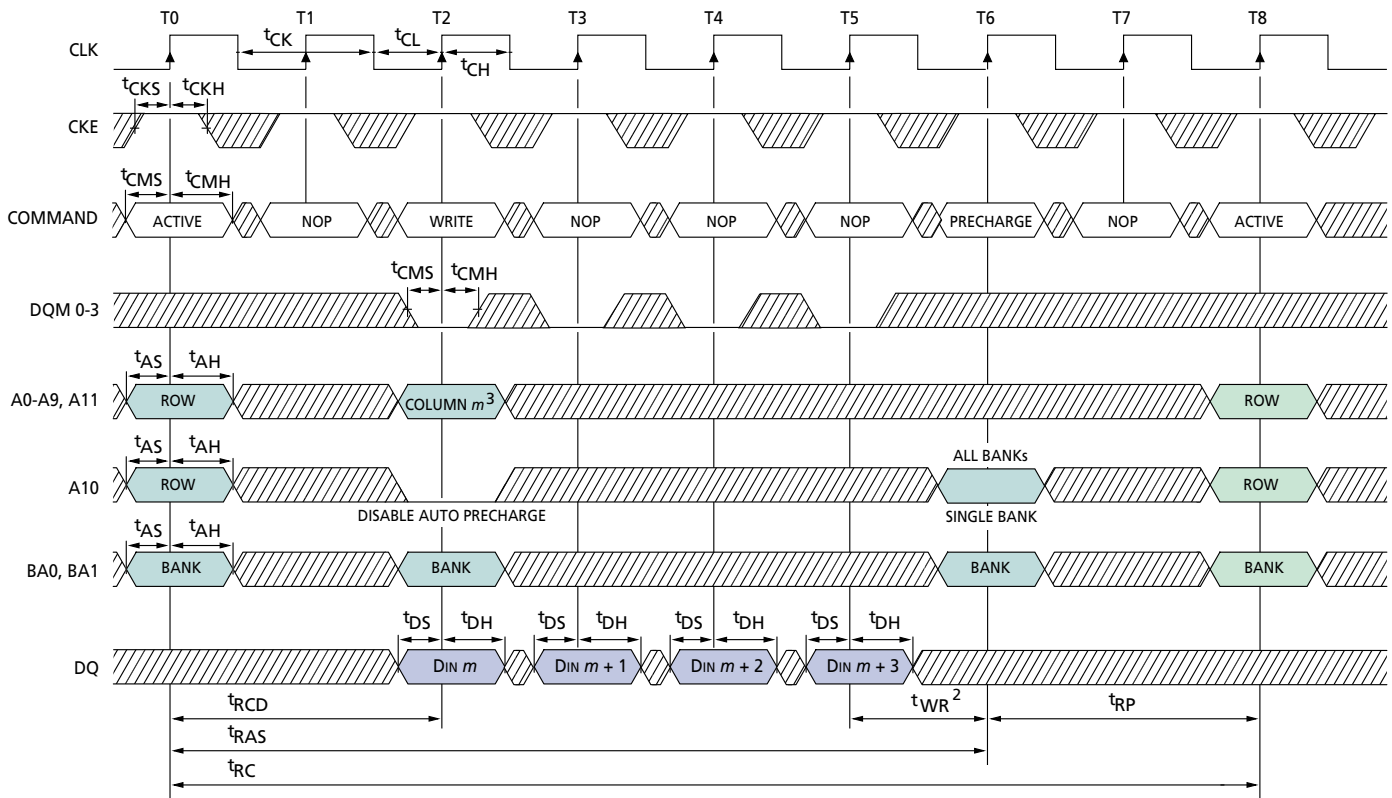 T0 T1 T2 T3 T4 T5 T6 T7 T8
CLK
tCK tCL
tCH
tCKS tCKH
CKE
tCMS tCMH
COMMAND ACTIVE NOP WRITE NOP NOP NOP PRECHARGE NOP ACTIVE
tCMS tCMH
DQM 0-3
tAS tAH
A0-A9, A11 ROW COLUMN m3 ROW
tAS tAH
ALL BANKs
A10 ROW ROW
DISABLE AUTO PRECHARGE SINGLE BANK
tAS tAH
BA0, BA1 BANK BANK BANK BANK
tDS tDH tDS tDH tDS tDH tDS tDH
DQ DIN m DIN m + 1 DIN m + 2 DIN m + 3
tRCD tWR2 tRP
tRAS
tRC